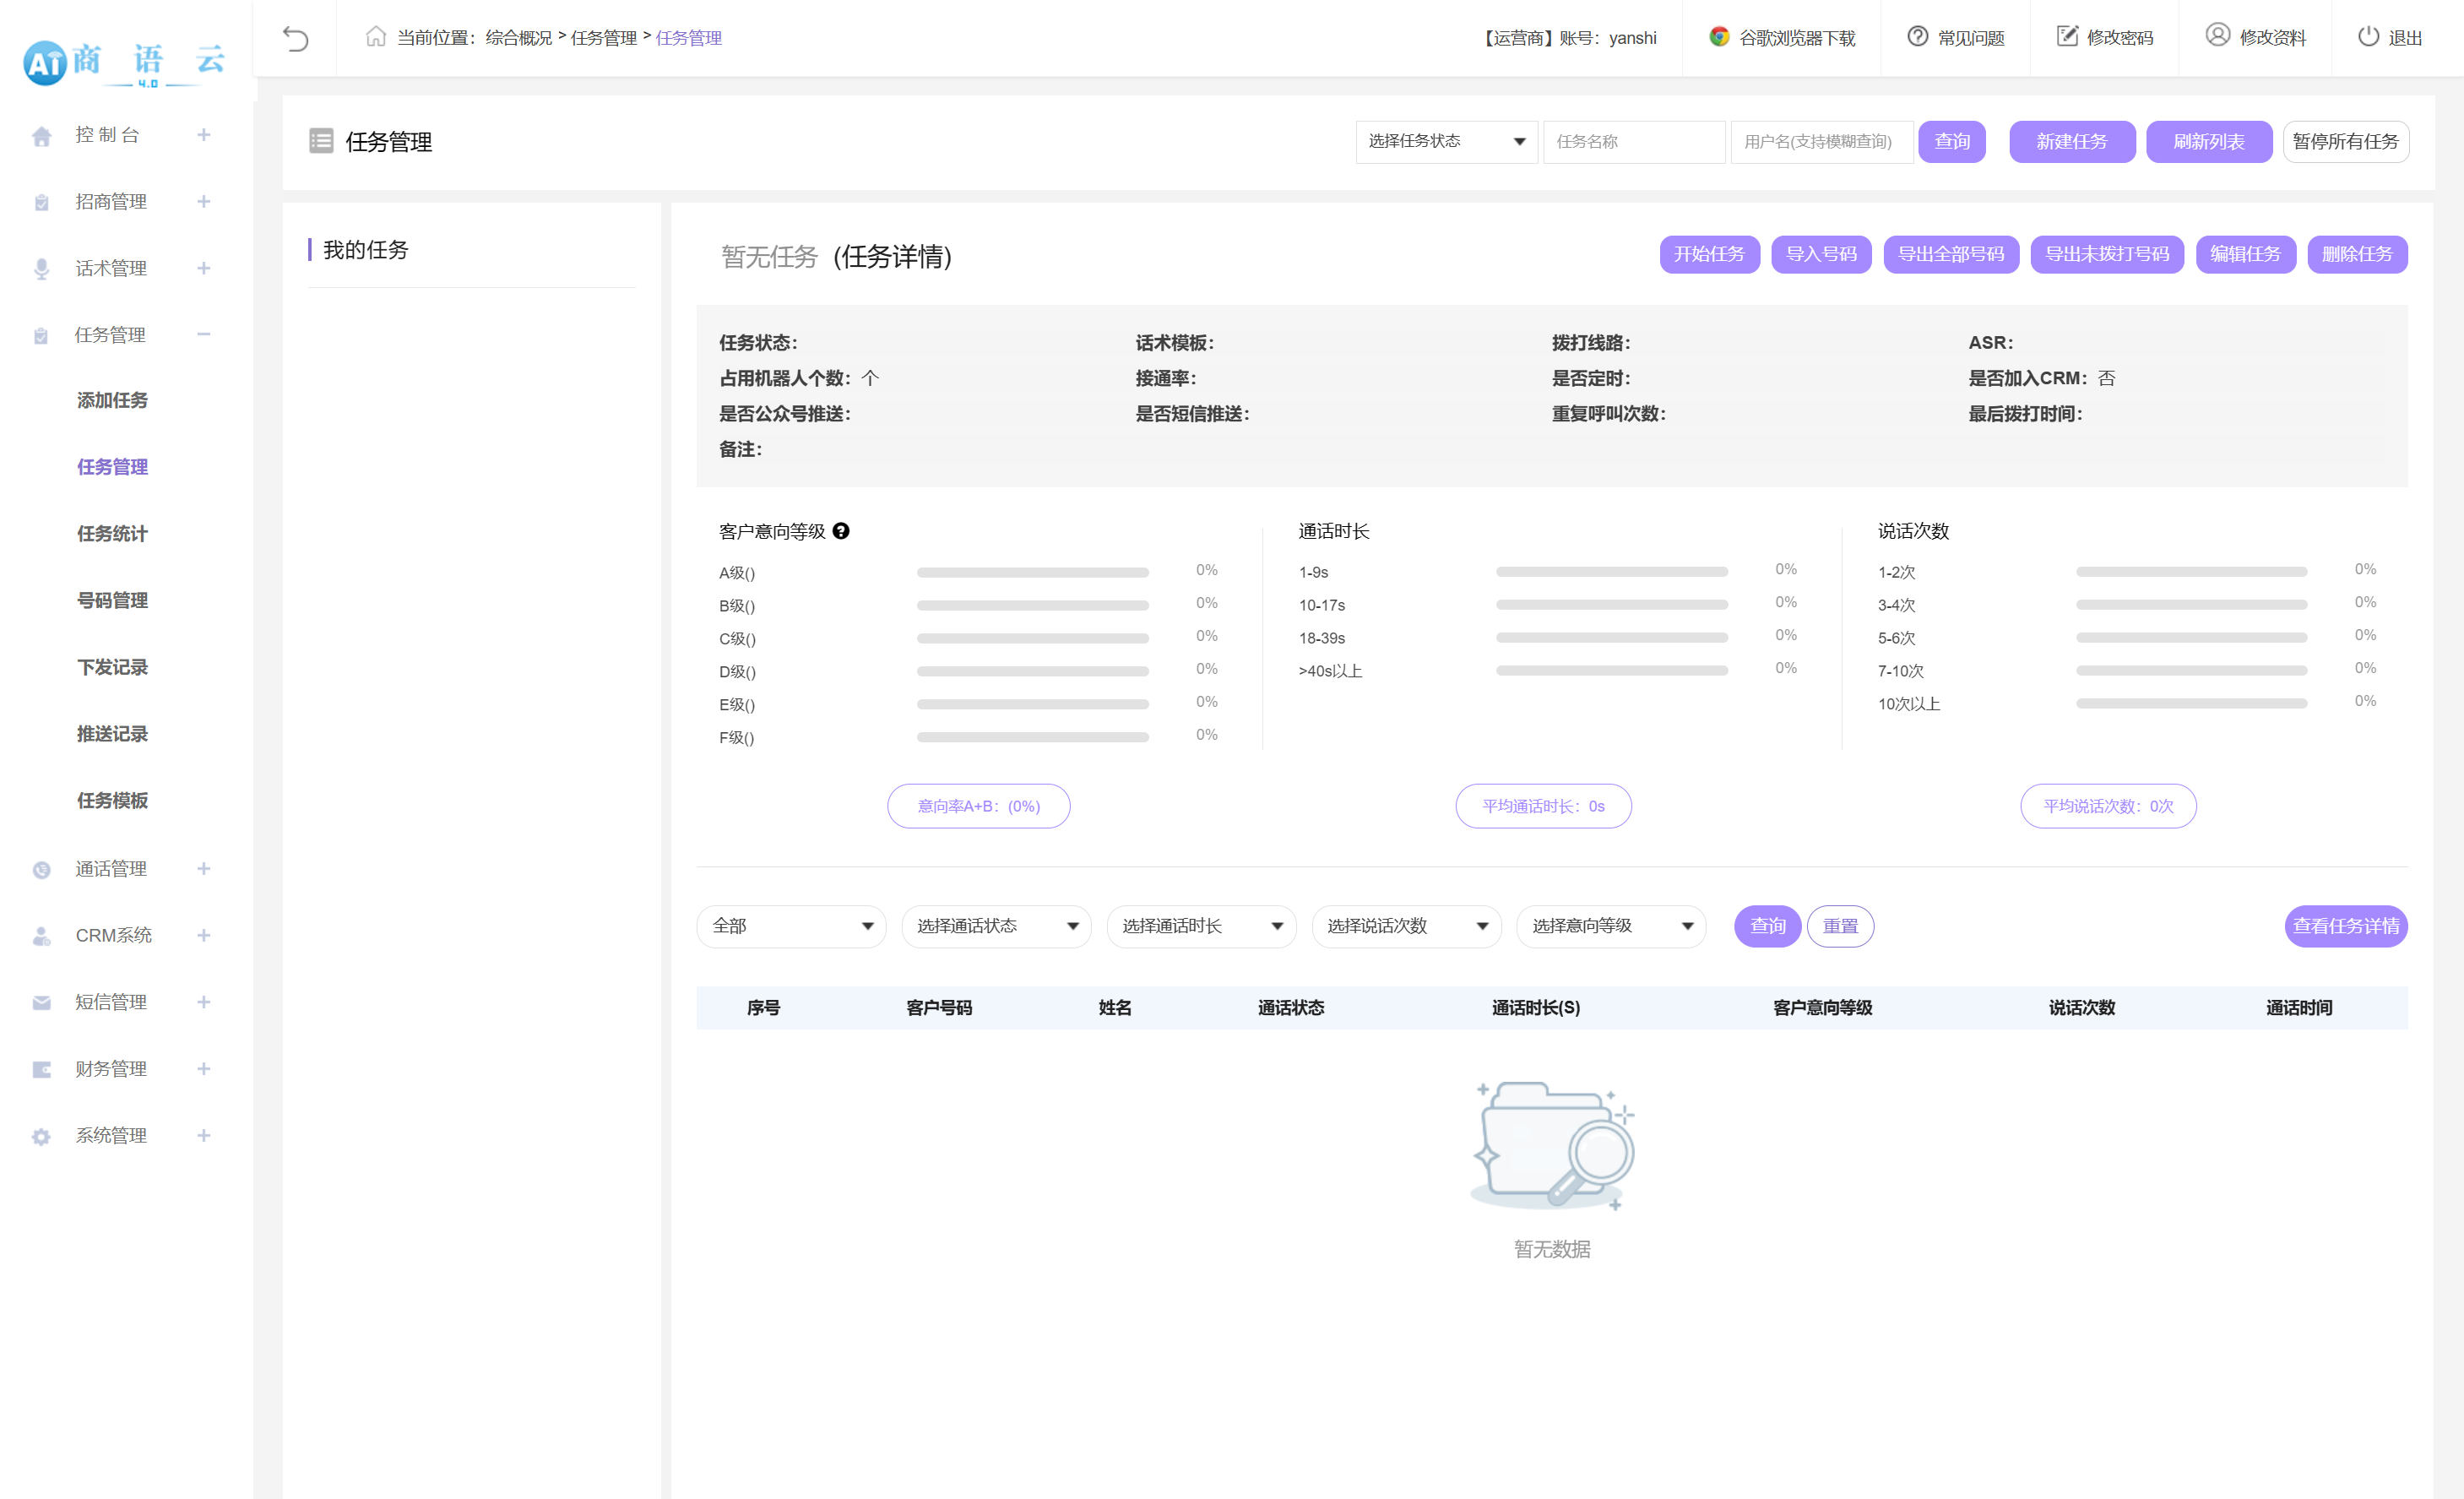 AI商 语 云
4.0
当前位置：综合概况 > 任务管理 > 任务管理
【运营商】账号：yanshi
谷歌浏览器下载
常见问题
修改密码
修改资料
退出
控 制 台 +
招商管理 +
话术管理 +
任务管理 −
添加任务
任务管理
任务统计
号码管理
下发记录
推送记录
任务模板
通话管理 +
CRM系统 +
短信管理 +
财务管理 +
系统管理 +
任务管理
选择任务状态 任务名称 用户名(支持模糊查询) 查询 新建任务 刷新列表 暂停所有任务
我的任务
暂无任务 (任务详情)
开始任务 导入号码 导出全部号码 导出未拨打号码 编辑任务 删除任务
任务状态： 话术模板： 拨打线路： ASR：
占用机器人个数：个 接通率： 是否定时： 是否加入CRM：否
是否公众号推送： 是否短信推送： 重复呼叫次数： 最后拨打时间：
备注：
客户意向等级 ?
A级() 0%
B级() 0%
C级() 0%
D级() 0%
E级() 0%
F级() 0%
意向率A+B：(0%)
通话时长
1-9s 0%
10-17s 0%
18-39s 0%
>40s以上 0%
平均通话时长：0s
说话次数
1-2次 0%
3-4次 0%
5-6次 0%
7-10次 0%
10次以上 0%
平均说话次数：0次
全部 选择通话状态 选择通话时长 选择说话次数 选择意向等级 查询 重置 查看任务详情
序号 客户号码 姓名 通话状态 通话时长(S) 客户意向等级 说话次数 通话时间
暂无数据